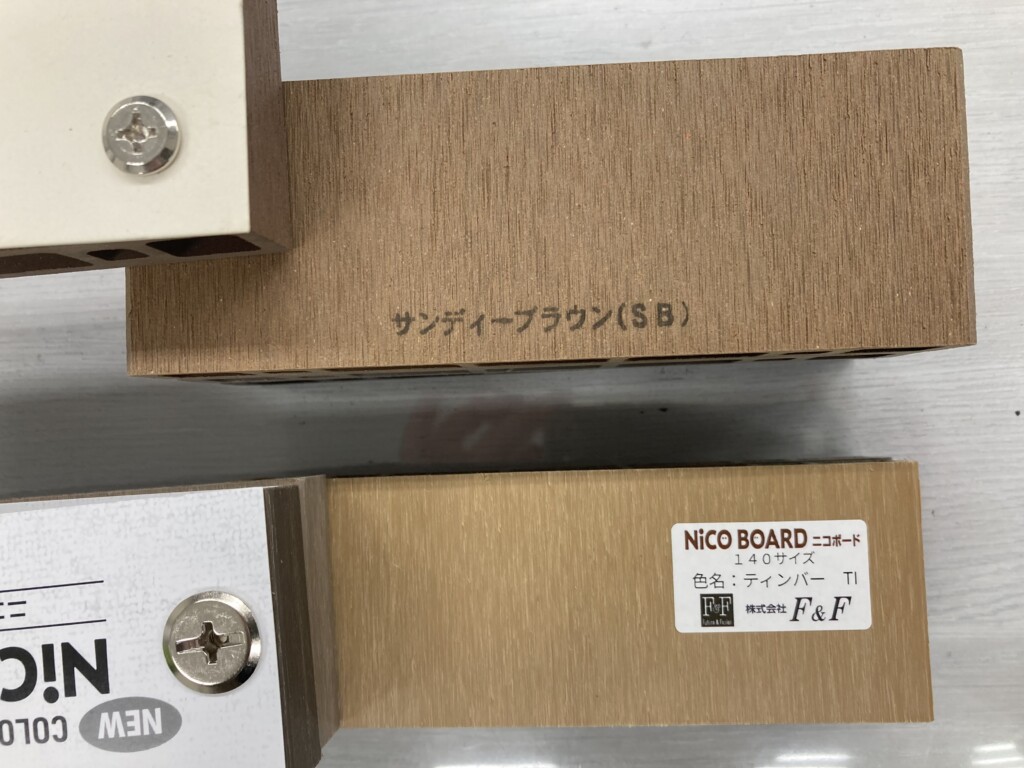 サンディーブラウン(SB)
NiCO BOARD ニコボード
140サイズ
色名：ティンバー TI
F&F
株式会社 F&F
NiC
NEW COLO